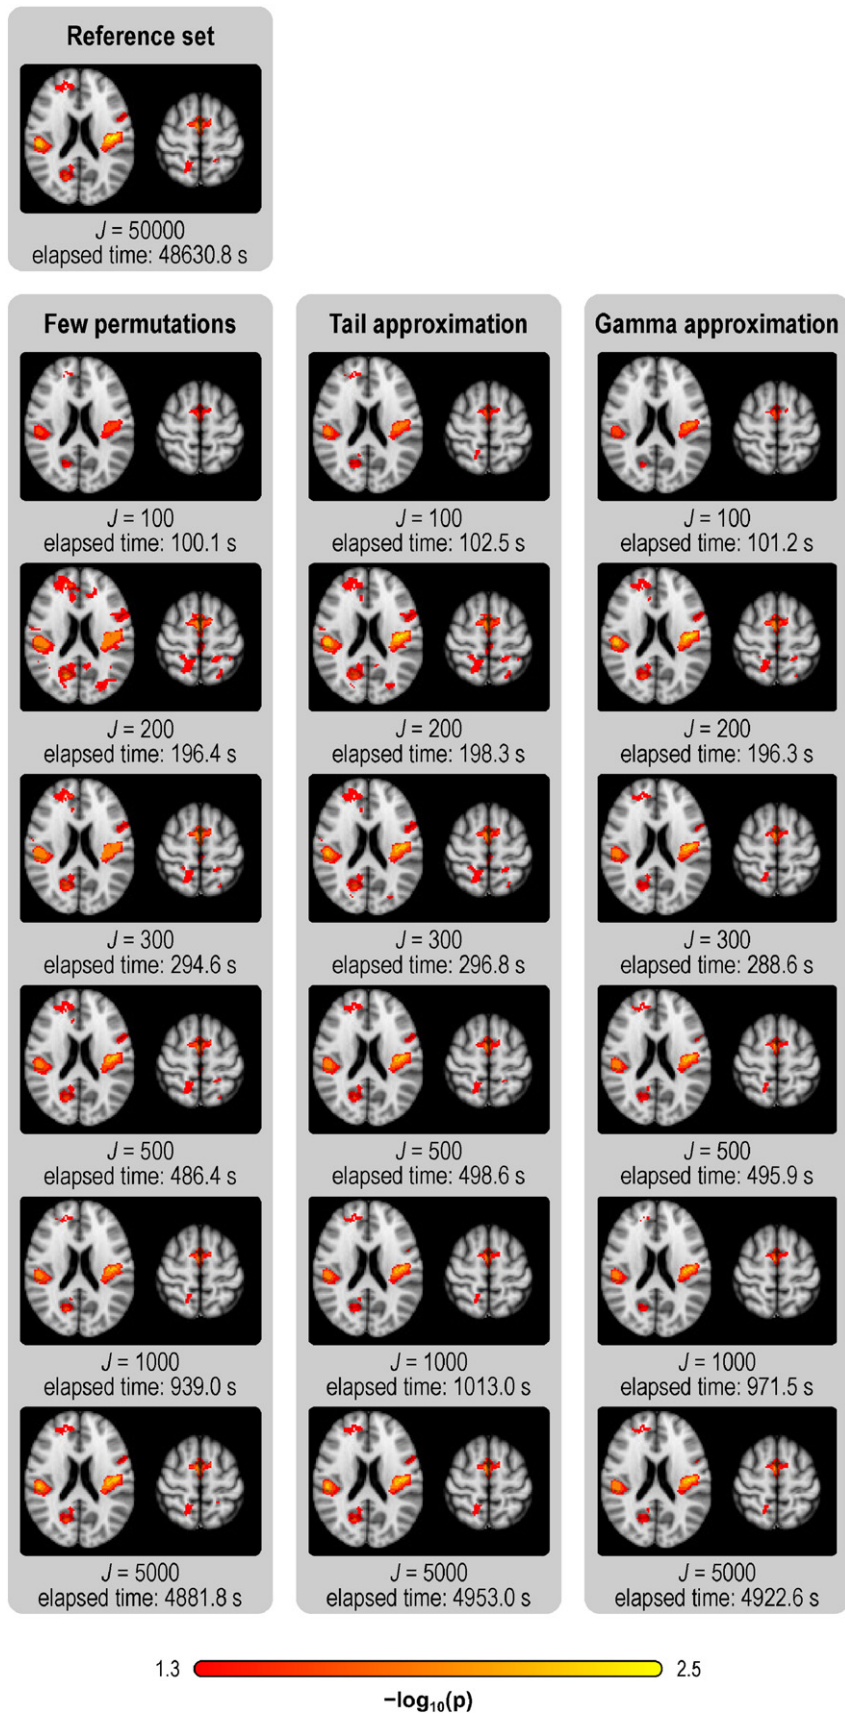 Reference set
J = 50000
elapsed time: 48630.8 s
Few permutations
J = 100
elapsed time: 100.1 s
J = 200
elapsed time: 196.4 s
J = 300
elapsed time: 294.6 s
J = 500
elapsed time: 486.4 s
J = 1000
elapsed time: 939.0 s
J = 5000
elapsed time: 4881.8 s
Tail approximation
J = 100
elapsed time: 102.5 s
J = 200
elapsed time: 198.3 s
J = 300
elapsed time: 296.8 s
J = 500
elapsed time: 498.6 s
J = 1000
elapsed time: 1013.0 s
J = 5000
elapsed time: 4953.0 s
Gamma approximation
J = 100
elapsed time: 101.2 s
J = 200
elapsed time: 196.3 s
J = 300
elapsed time: 288.6 s
J = 500
elapsed time: 495.9 s
J = 1000
elapsed time: 971.5 s
J = 5000
elapsed time: 4922.6 s
1.3 2.5
−log₁₀(p)